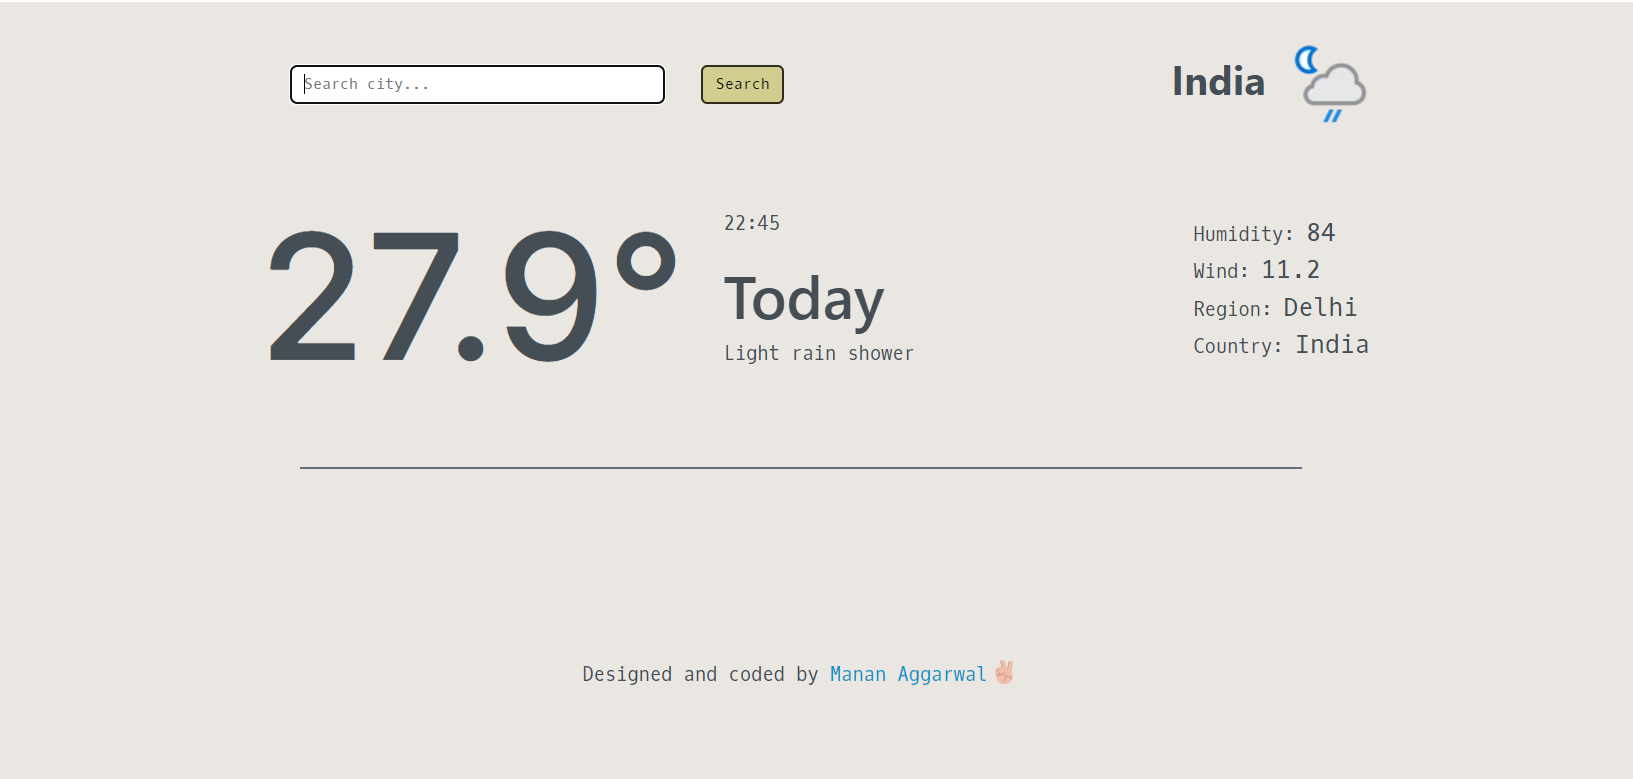 Search city...
Search
India
27.9°
22:45
Today
Light rain shower
Humidity: 84
Wind: 11.2
Region: Delhi
Country: India
Designed and coded by Manan Aggarwal✌🏼